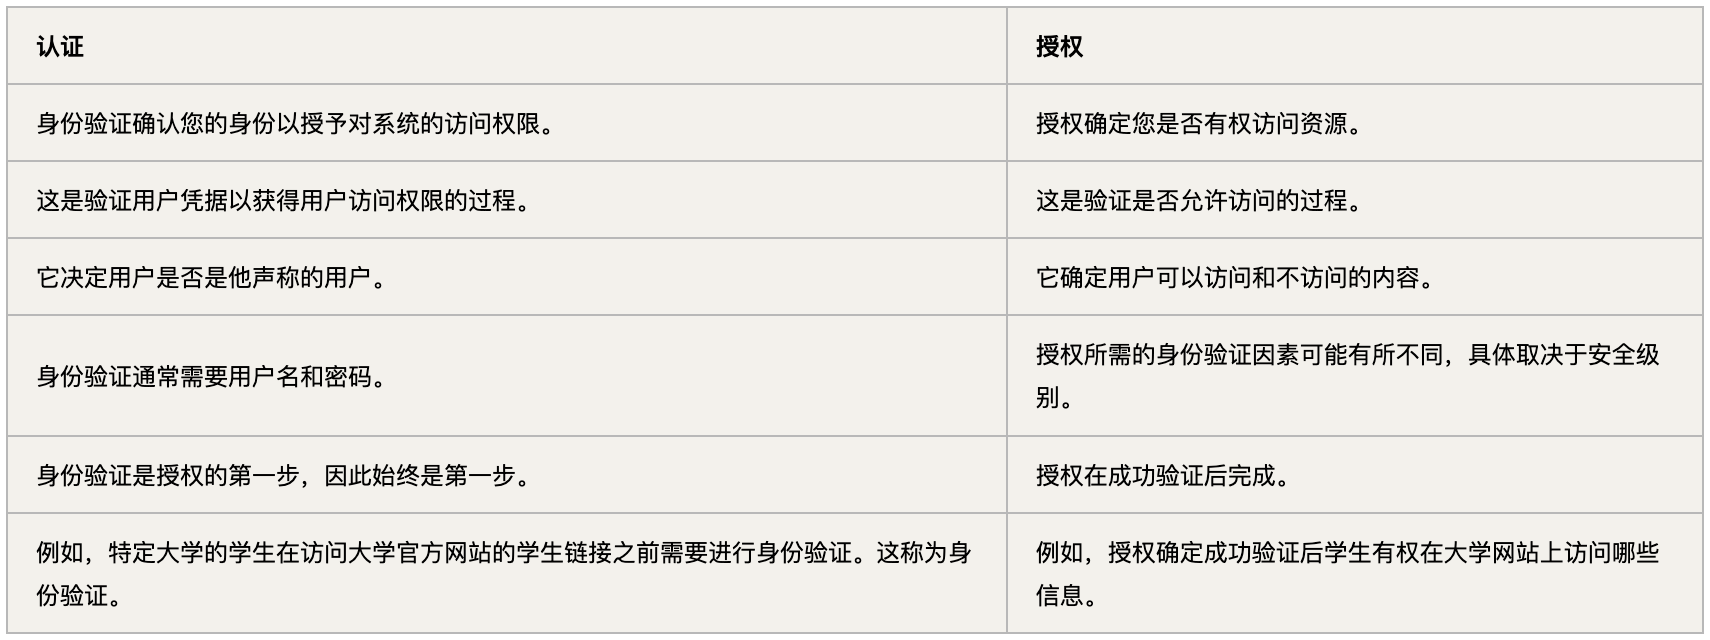 认证
授权
身份验证确认您的身份以授予对系统的访问权限。
授权确定您是否有权访问资源。
这是验证用户凭据以获得用户访问权限的过程。
这是验证是否允许访问的过程。
它决定用户是否是他声称的用户。
它确定用户可以访问和不访问的内容。
身份验证通常需要用户名和密码。
授权所需的身份验证因素可能有所不同，具体取决于安全级
别。
身份验证是授权的第一步，因此始终是第一步。
授权在成功验证后完成。
例如，特定大学的学生在访问大学官方网站的学生链接之前需要进行身份验证。这称为身
份验证。
例如，授权确定成功验证后学生有权在大学网站上访问哪些
信息。